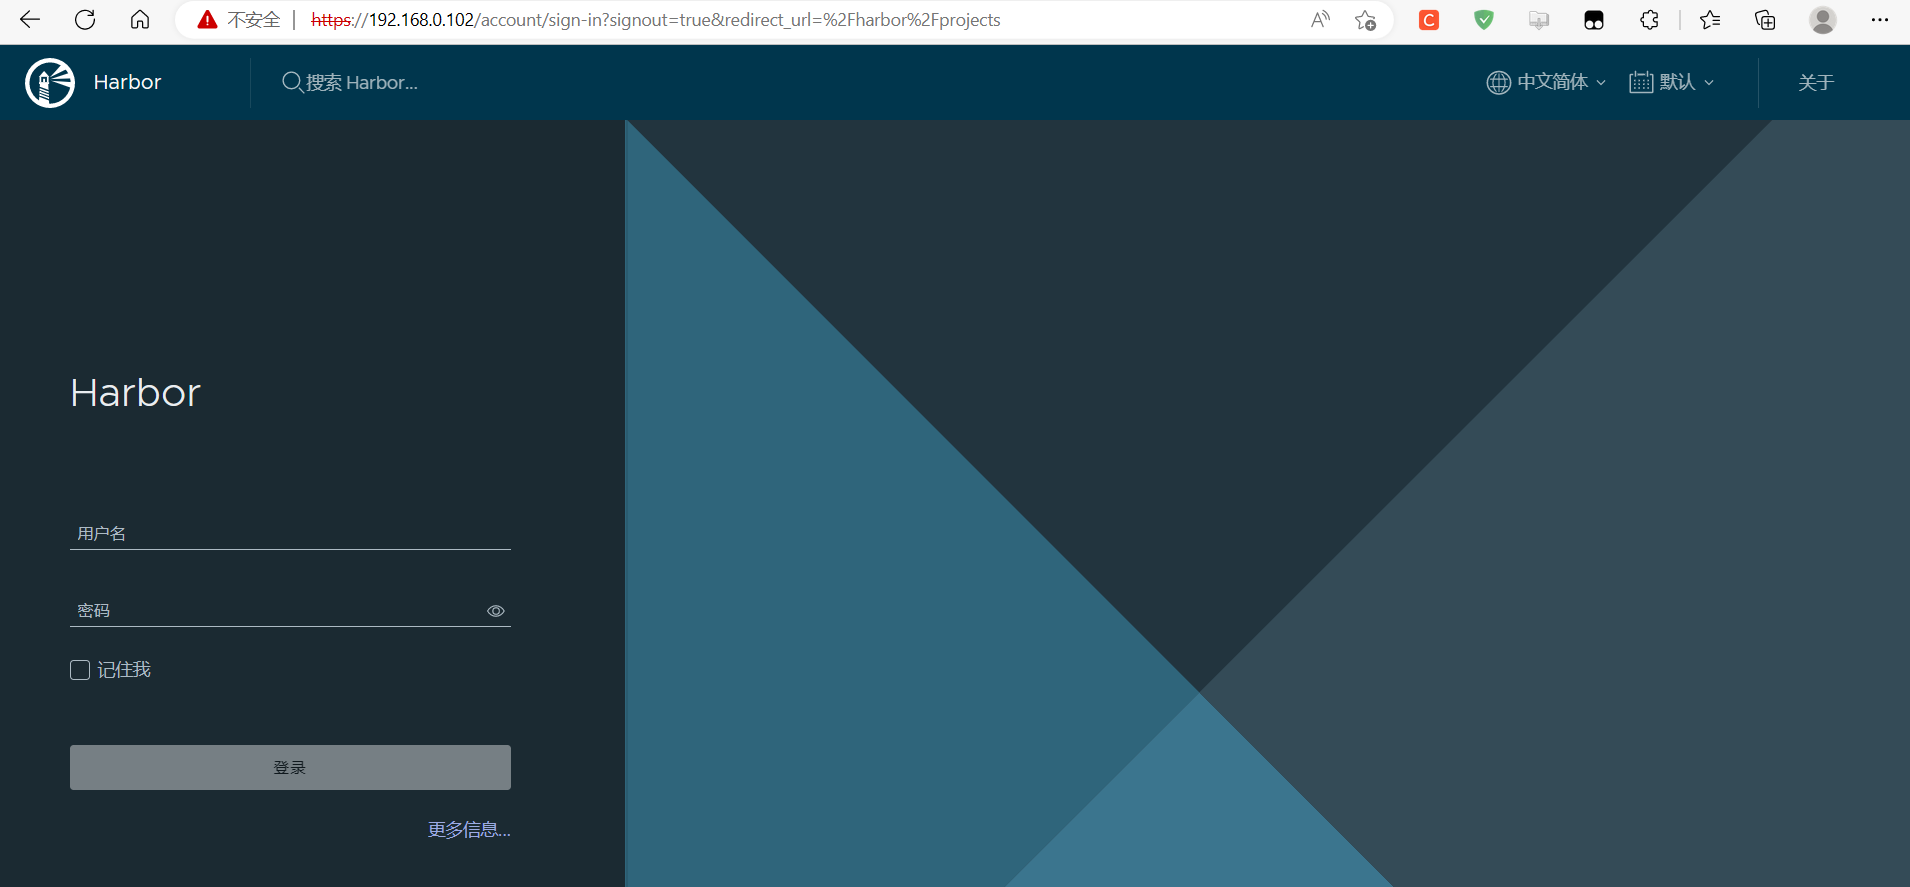 不安全 | https://192.168.0.102/account/sign-in?signout=true&redirect_url=%2Fharbor%2Fprojects
Harbor
搜索 Harbor...
中文简体
默认
关于
Harbor
用户名
密码
记住我
登录
更多信息...